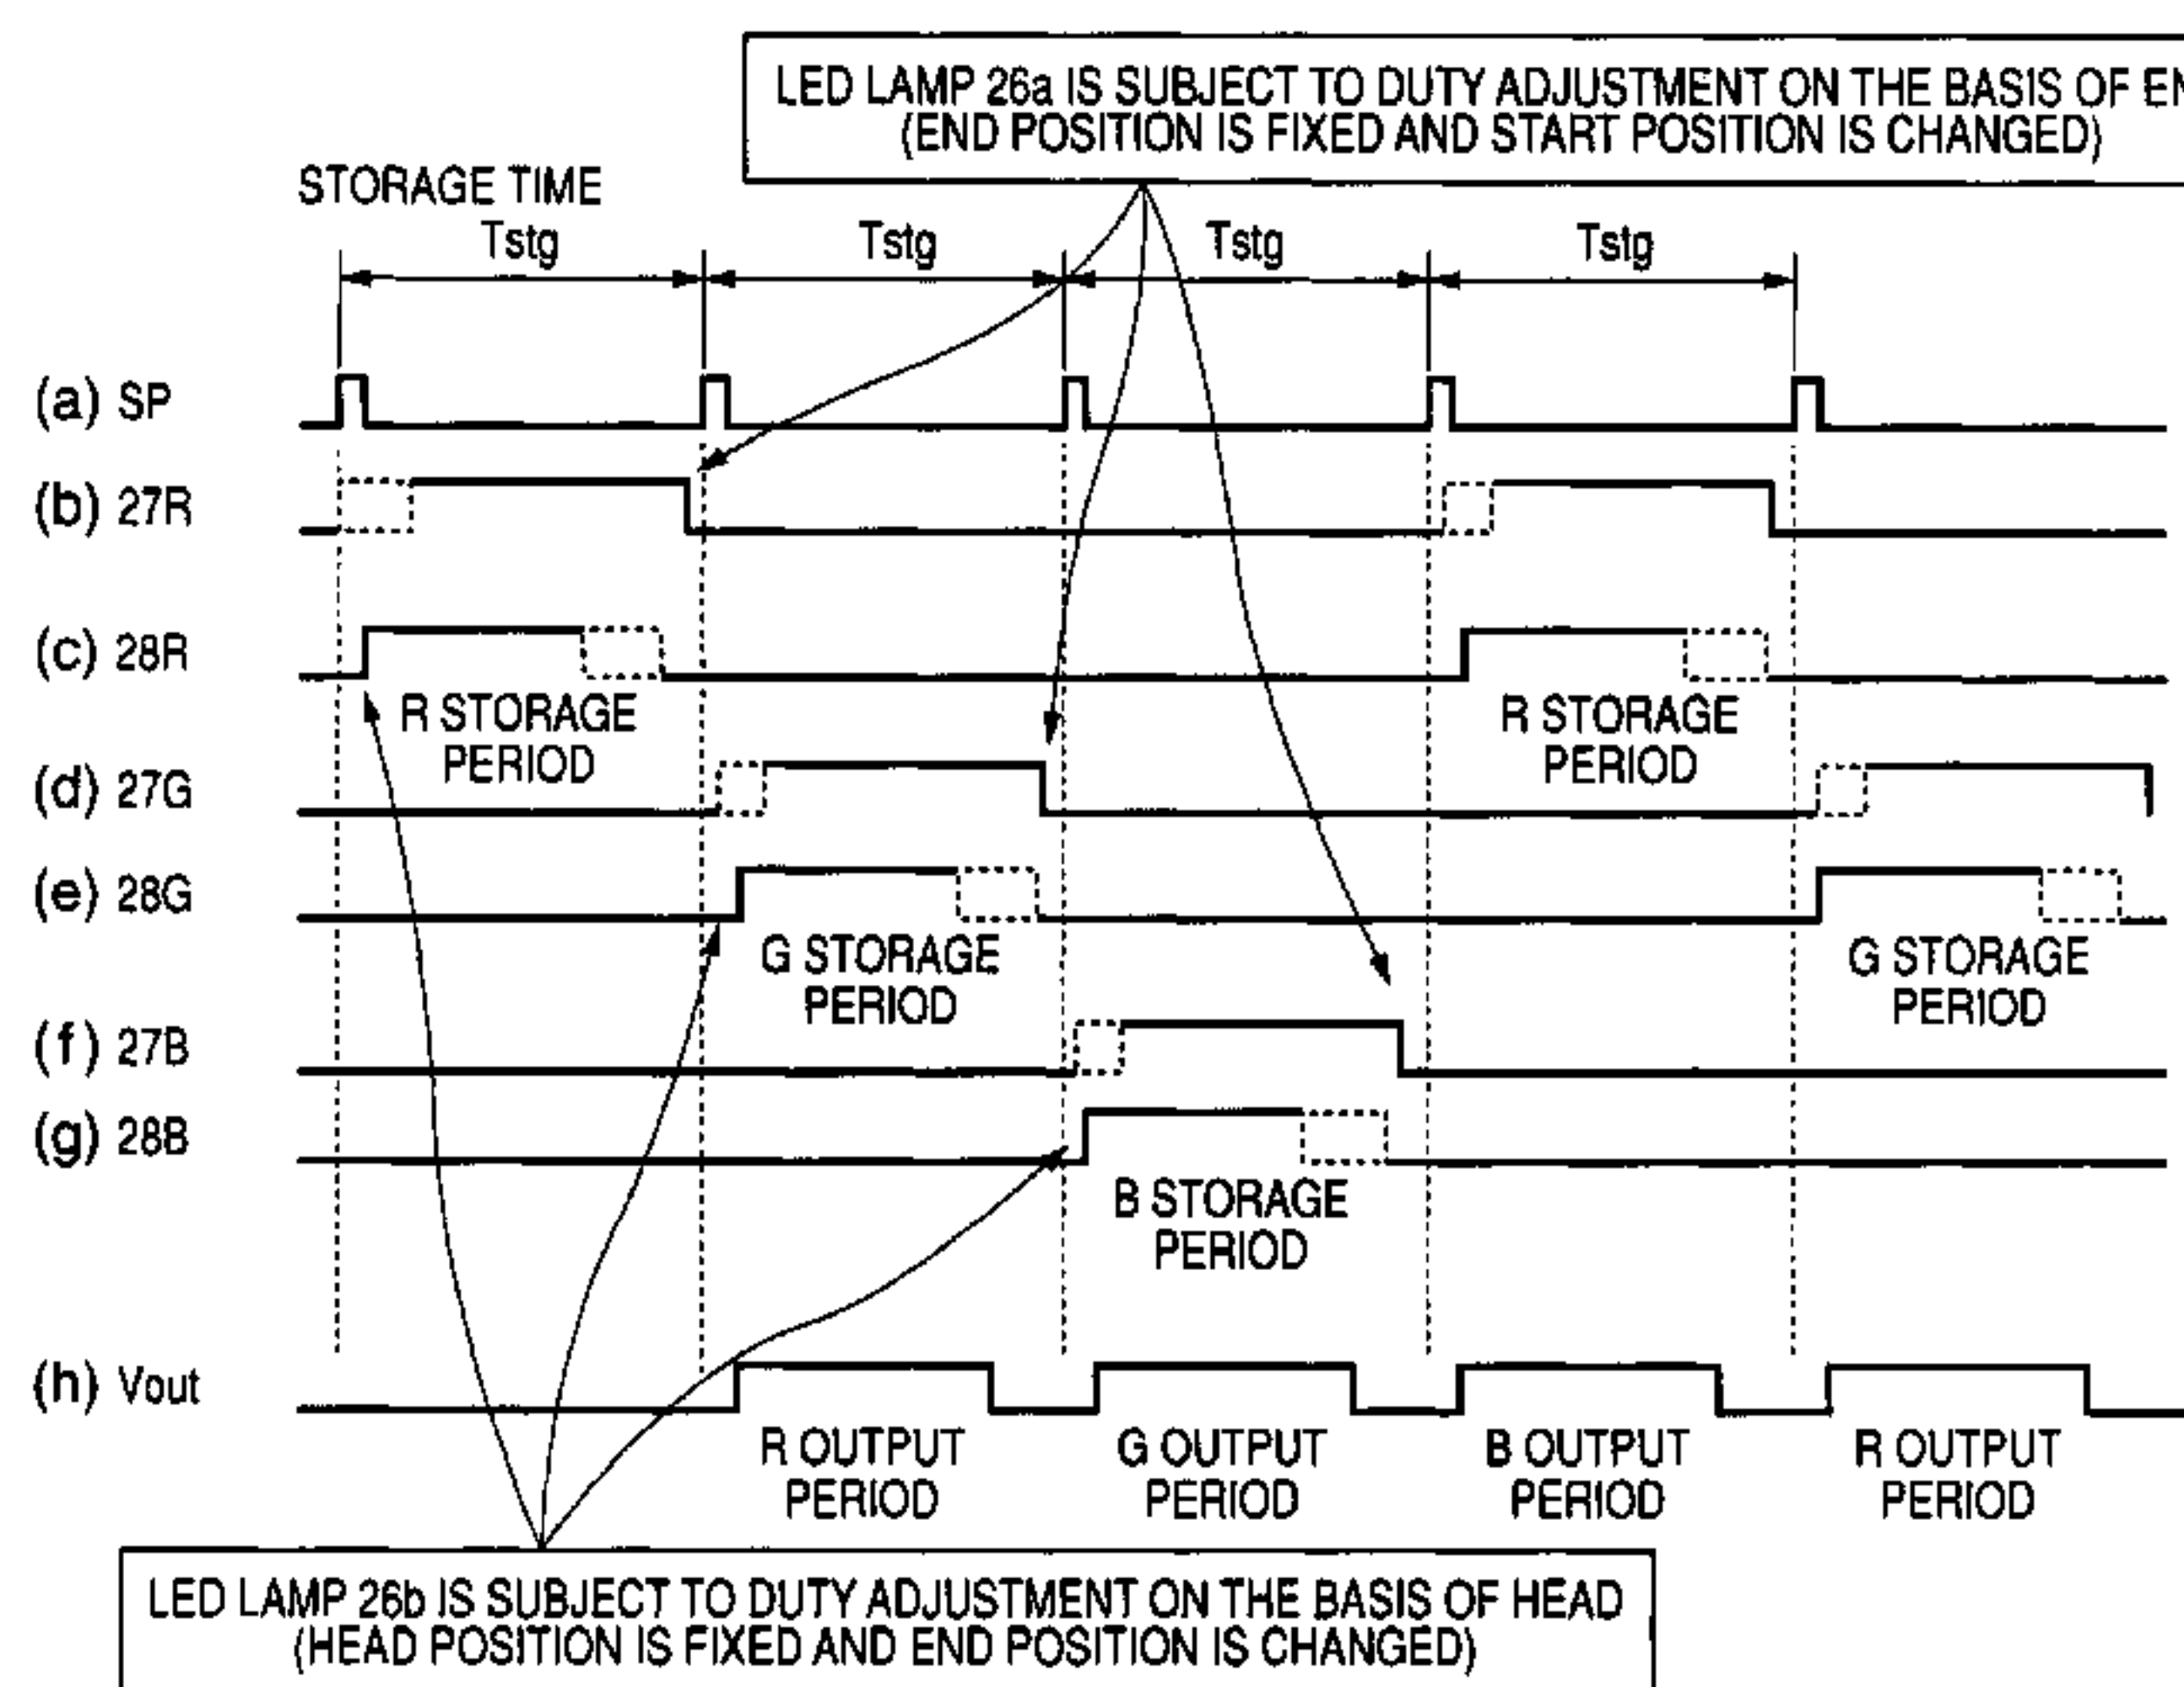 LED LAMP 26a IS SUBJECT TO DUTY ADJUSTMENT ON THE BASIS OF
(END POSITION IS FIXED AND START POSITION IS CHANGED)
STORAGE TIME
Tstg Tstg Tstg Tstg
(a) SP
(b) 27R
(c) 28R
R STORAGE PERIOD
R STORAGE PERIOD
(d) 27G
(e) 28G
G STORAGE PERIOD
G STORAGE PERIOD
(f) 27B
(g) 28B
B STORAGE PERIOD
(h) Vout
R OUTPUT PERIOD
G OUTPUT PERIOD
B OUTPUT PERIOD
R OUTPUT PERIOD
LED LAMP 26b IS SUBJECT TO DUTY ADJUSTMENT ON THE BASIS OF HEAD
(HEAD POSITION IS FIXED AND END POSITION IS CHANGED)